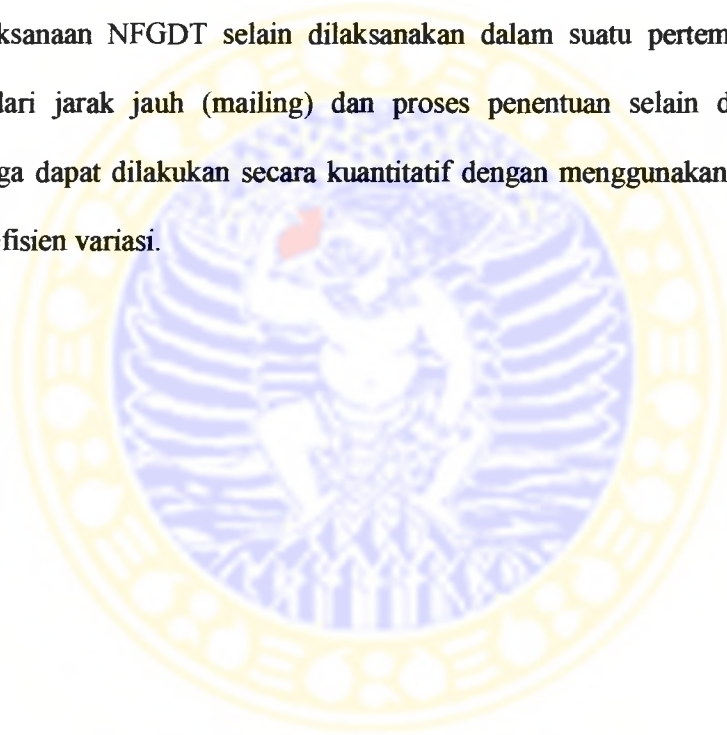 ksanaan NFGDT selain dilaksanakan dalam suatu pertem
dari jarak jauh (mailing) dan proses penentuan selain d
ga dapat dilakukan secara kuantitatif dengan menggunakan
fisien variasi.